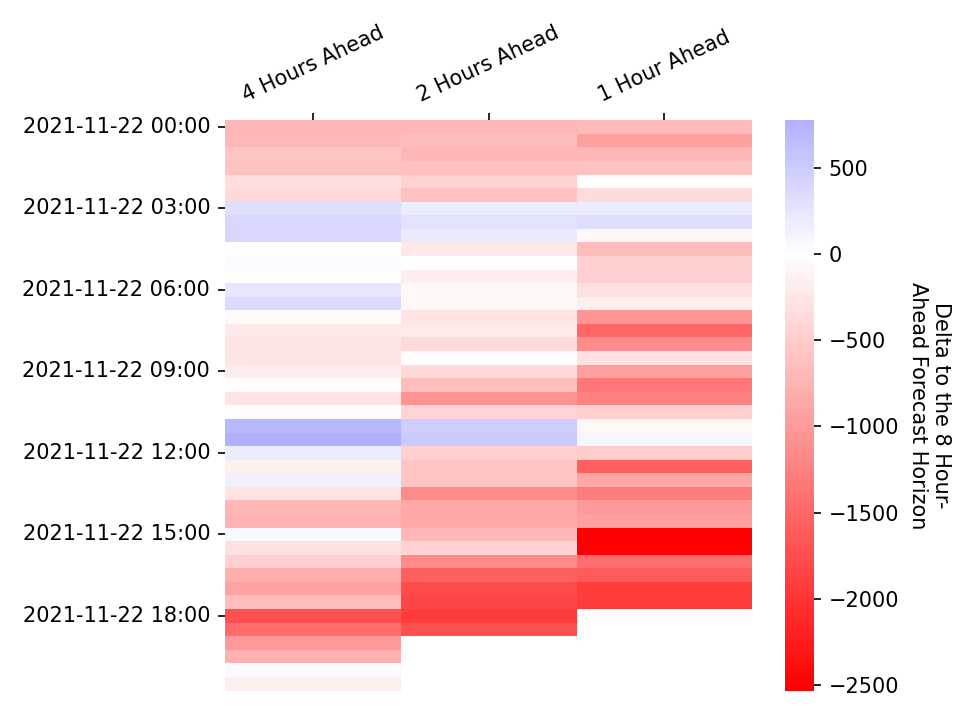 4 Hours Ahead
2 Hours Ahead
1 Hour Ahead
2021-11-22 00:00
2021-11-22 03:00
2021-11-22 06:00
2021-11-22 09:00
2021-11-22 12:00
2021-11-22 15:00
2021-11-22 18:00
500
0
−500
−1000
−1500
−2000
−2500
Delta to the 8 Hour-
Ahead Forecast Horizon